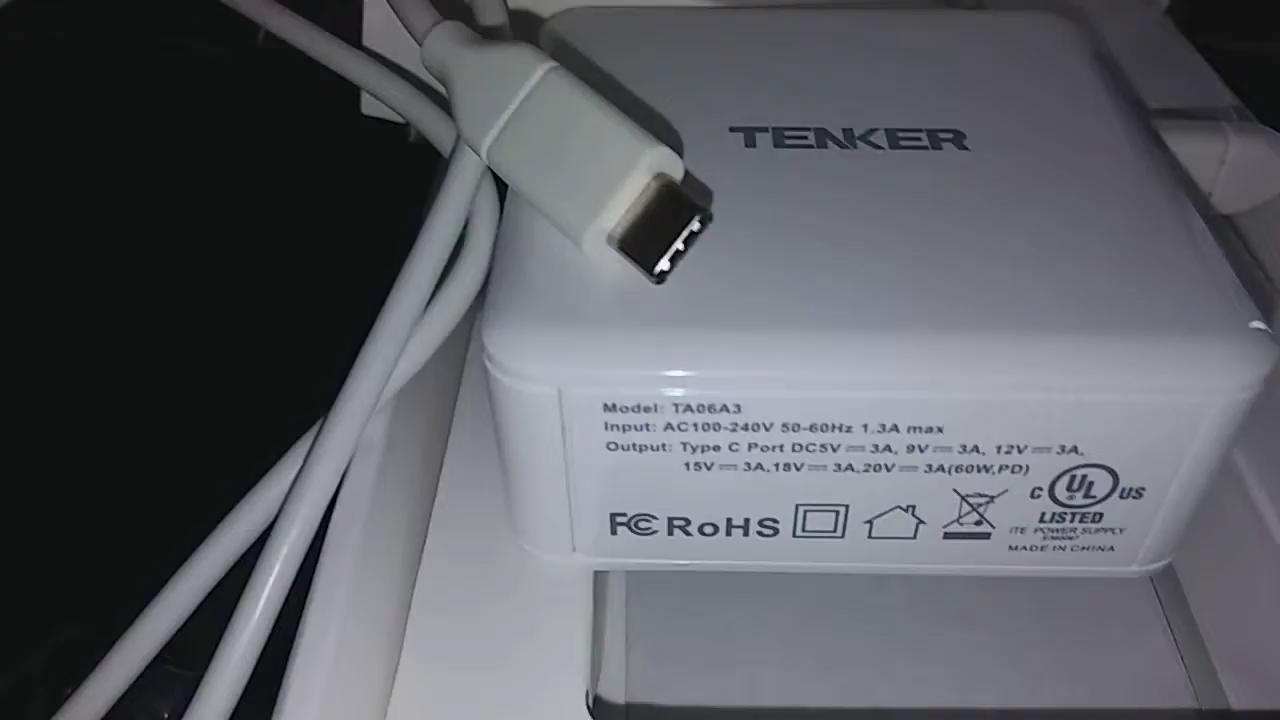 TENKER
Model: TA06A3
Input: AC100-240V 50-60Hz 1.3A max
Output: Type C Port DC5V⎓3A, 9V⎓3A, 12V⎓3A,
15V⎓3A,18V⎓3A,20V⎓3A(60W,PD)
FC RoHS
C UL US
LISTED
ITE POWER SUPPLY
MADE IN CHINA